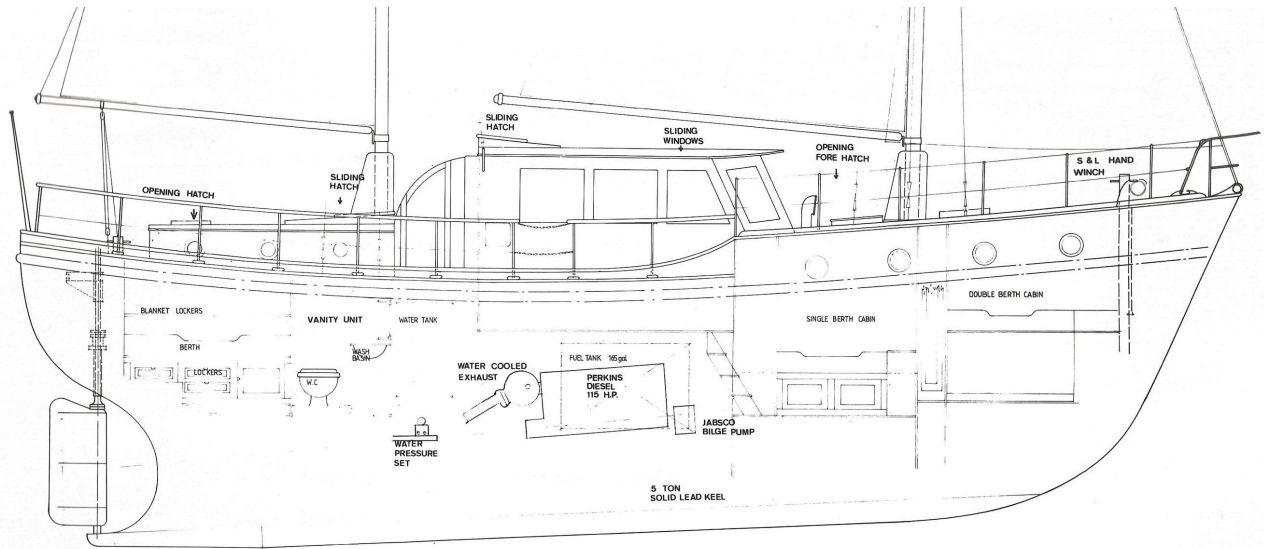 SLIDING
HATCH
SLIDING
WINDOWS
OPENING
FORE HATCH
S & L HAND
WINCH
OPENING HATCH
SLIDING
HATCH
BLANKET LOCKERS
VANITY UNIT
WATER TANK
SINGLE BERTH CABIN
DOUBLE BERTH CABIN
BERTH
WASH
BASIN
LOCKERS
W.C
WATER COOLED
EXHAUST
FUEL TANK 165 gal.
PERKINS
DIESEL
115 H.P.
JABSCO
BILGE PUMP
WATER
PRESSURE
SET
5 TON
SOLID LEAD KEEL